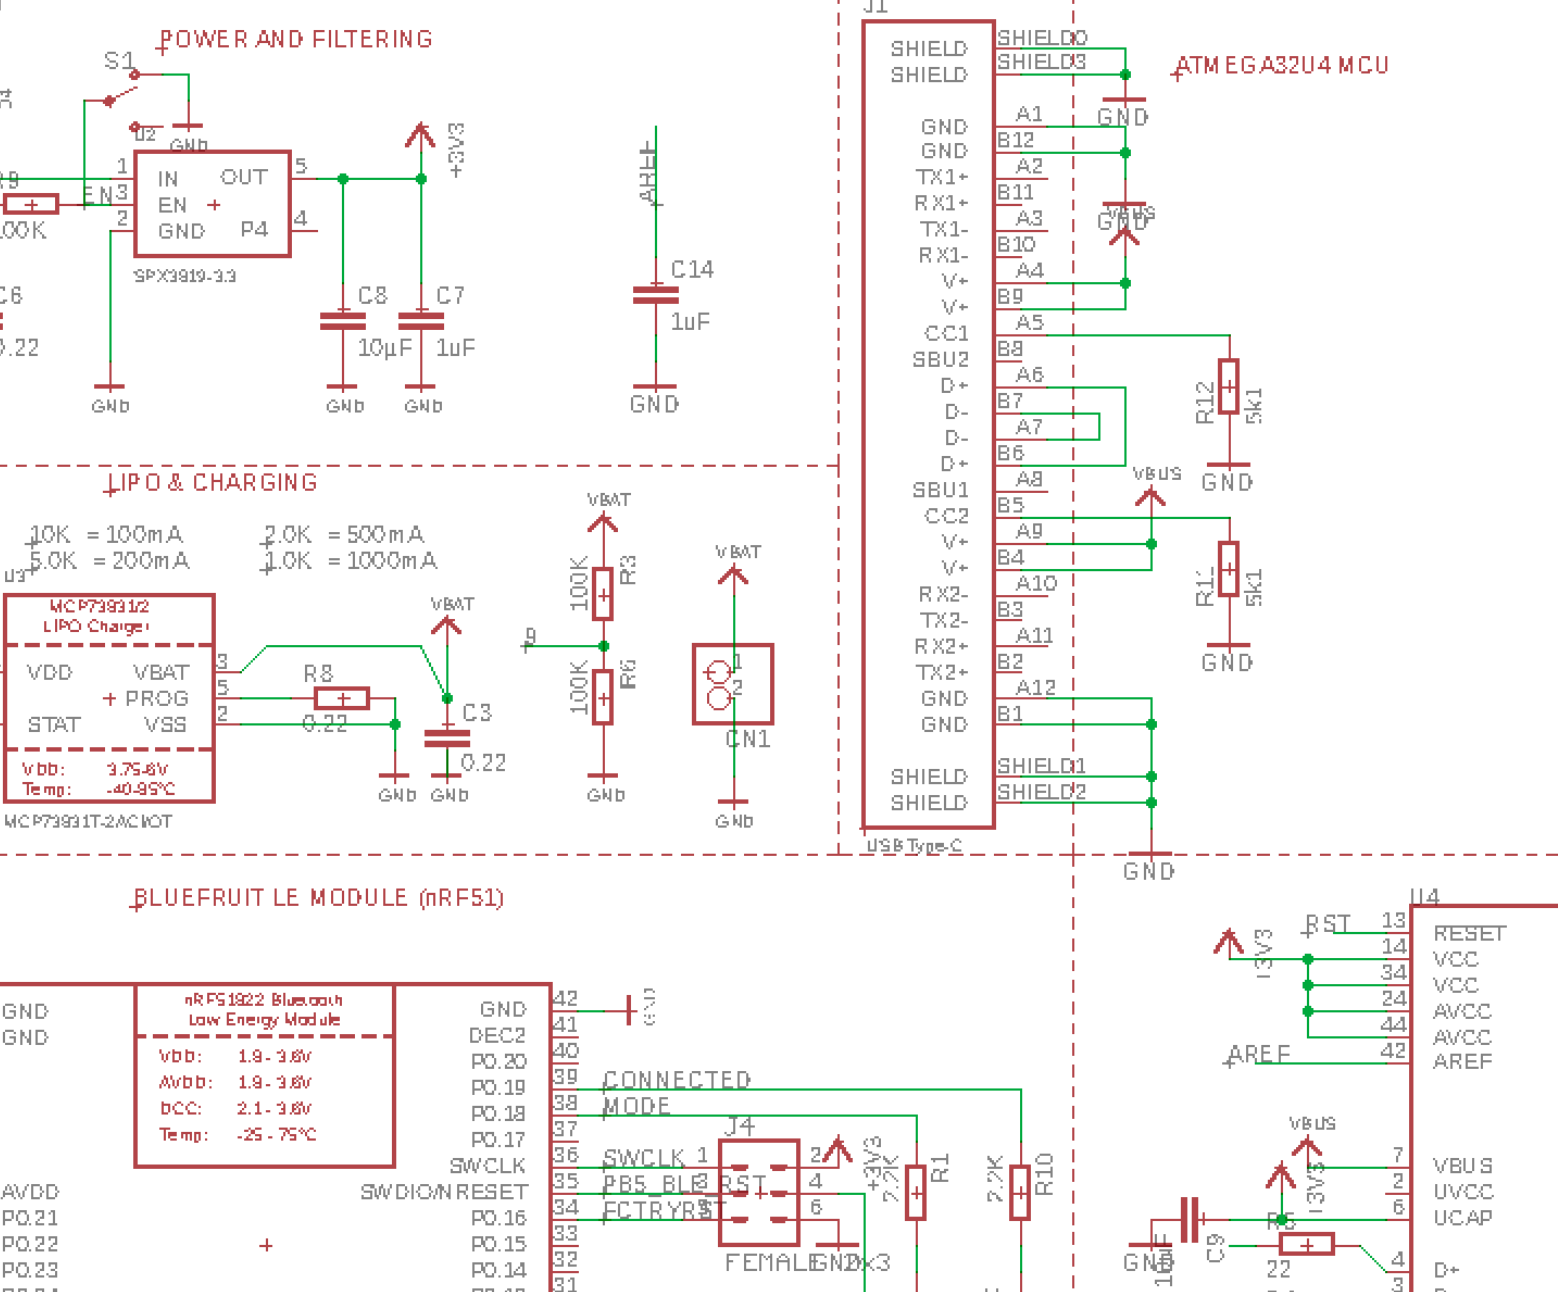 POWER AND FILTERING
S1
U2
GND
1 IN OUT 5
EN 3 EN
2 GND P4 4
100K
SPX3819-3.3
+3V3
C6
0.22
C8
10µF
C7
1uF
GND
GND
GND
AREF
C14
1uF
GND
J1
SHIELD SHIELD0
SHIELD SHIELD3
GND
GND A1
GND B12
TX1+ A2
RX1+ B11
TX1- A3
RX1- B10
V+ A4
V+ B9
CC1 A5
SBU2 B8
D+ A6
D- B7
D- A7
D+ B6
SBU1 A8
CC2 B5
V+ A9
V+ B4
RX2- A10
TX2- B3
RX2+ A11
TX2+ B2
GND A12
GND B1
SHIELD SHIELD1
SHIELD SHIELD2
USB Type-C
VBUS
GND
R12
5k1
GND
VBUS
5k1
GND
GND
ATMEGA32U4 MCU
LIPO & CHARGING
10K = 100mA
5.0K = 200mA
2.0K = 500mA
1.0K = 1000mA
U3
MCP73831/2
LIPO Charger
VDD VBAT 3
PROG 5
STAT VSS 2
VDD: 3.75-6V
Temp: -40-85°C
MCP73831T-2ACI/OT
R8
0.22
VBAT
C3
0.22
GND
GND
VBAT
100K
R3
9
100K
R6
GND
VBAT
1
2
CN1
GND
BLUEFRUIT LE MODULE (nRF51)
GND
GND
nRF51822 Bluetooth
Low Energy Module
VDD: 1.8 - 3.6V
AVDD: 1.8 - 3.6V
DCC: 2.1 - 3.6V
Temp: -25 - 75°C
AVDD
P0.21
P0.22
P0.23
GND 42
GND
DEC2 41
P0.20 40
P0.19 39 CONNECTED
P0.18 38 MODE
P0.17 37
SWCLK 36 SWCLK
SWDIO/NRESET 35 PB5_BLE_RST
P0.16 34 FCTRYRST
P0.15 33
P0.14 32
31
J4
1
2
3
4
5
6
FEMALE 2x3
GND
+3V3
2.2K
R1
2.2K
R10
U4
RST 13 RESET
+3V3
14 VCC
34 VCC
24 AVCC
44 AVCC
AREF 42 AREF
VBUS
7 VBUS
2 UVCC
6 UCAP
+3V3
GND
C9
R5
22
4 D+
3